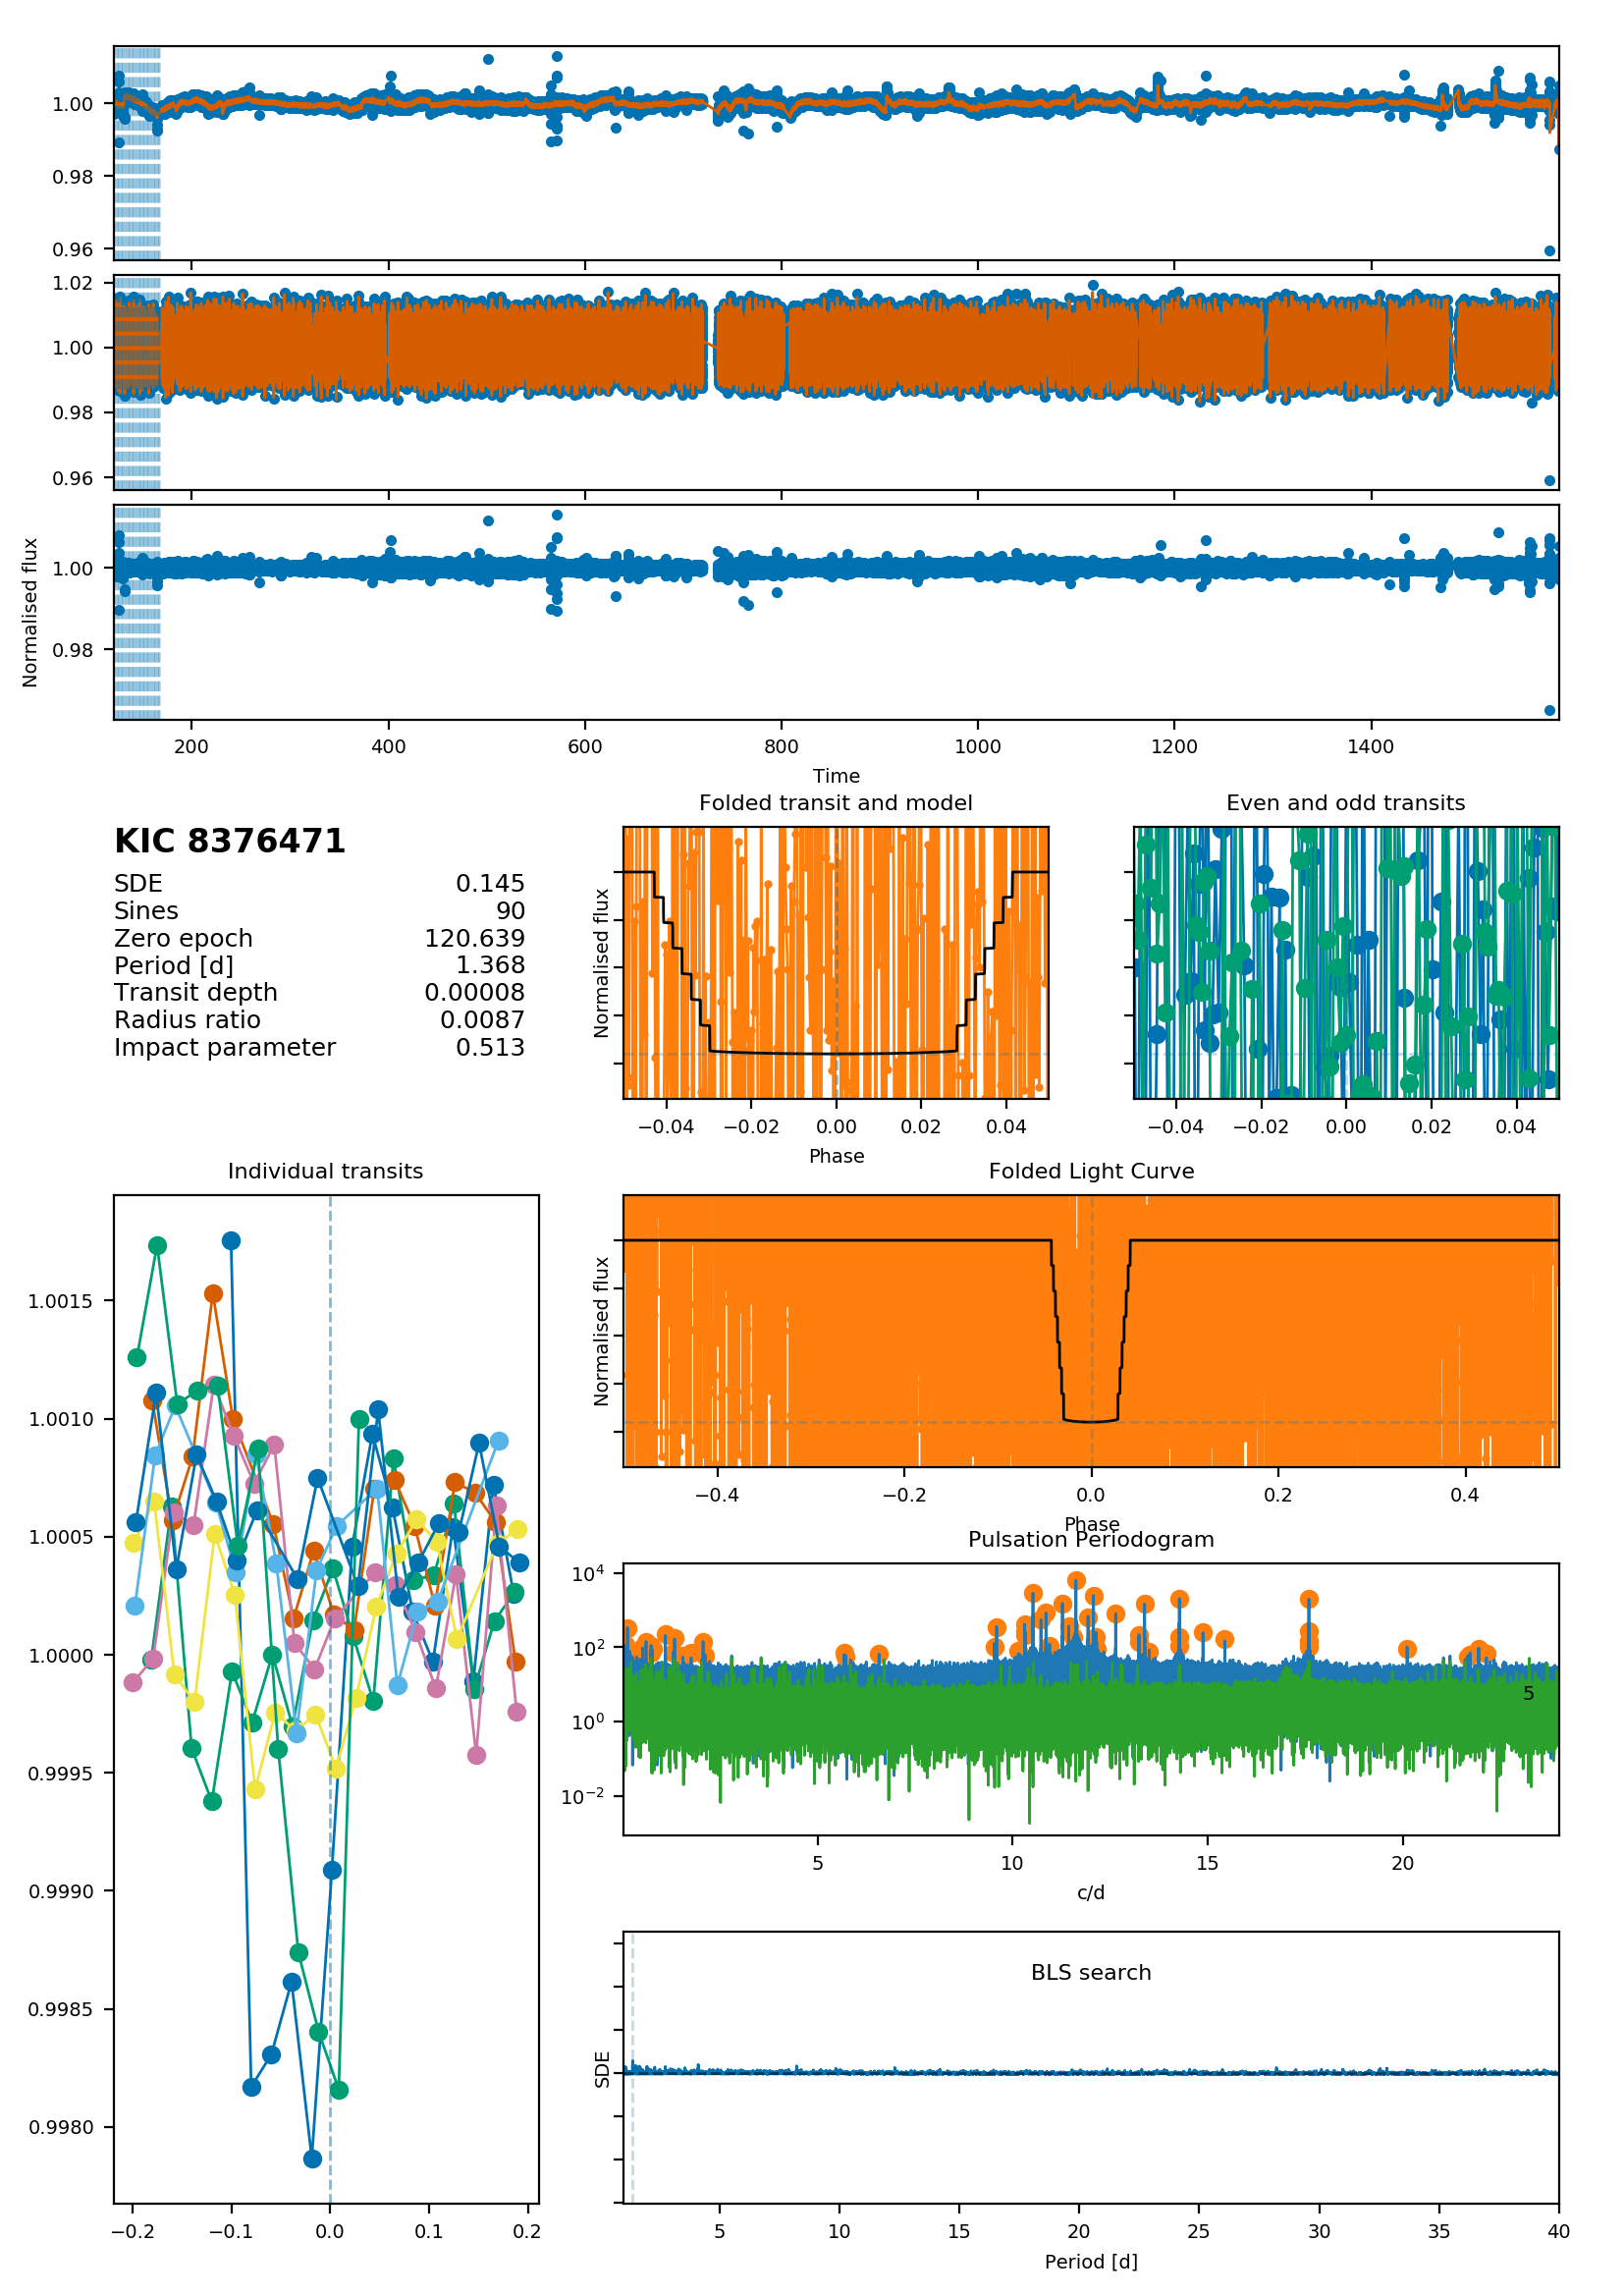 1.00
0.98
0.96
1.02
1.00
0.98
0.96
1.00
0.98
Normalised flux
200 400 600 800 1000 1200 1400
Time
KIC 8376471
SDE 0.145
Sines 90
Zero epoch 120.639
Period [d] 1.368
Transit depth 0.00008
Radius ratio 0.0087
Impact parameter 0.513
Folded transit and model
Normalised flux
−0.04 −0.02 0.00 0.02 0.04
Phase
Even and odd transits
−0.04 −0.02 0.00 0.02 0.04
Individual transits
1.0015
1.0010
1.0005
1.0000
0.9995
0.9990
0.9985
0.9980
−0.2 −0.1 0.0 0.1 0.2
Folded Light Curve
Normalised flux
−0.4 −0.2 0.0 0.2 0.4
Phase
Pulsation Periodogram
10⁴
10²
10⁰
10⁻²
5
5 10 15 20
c/d
BLS search
SDE
5 10 15 20 25 30 35 40
Period [d]